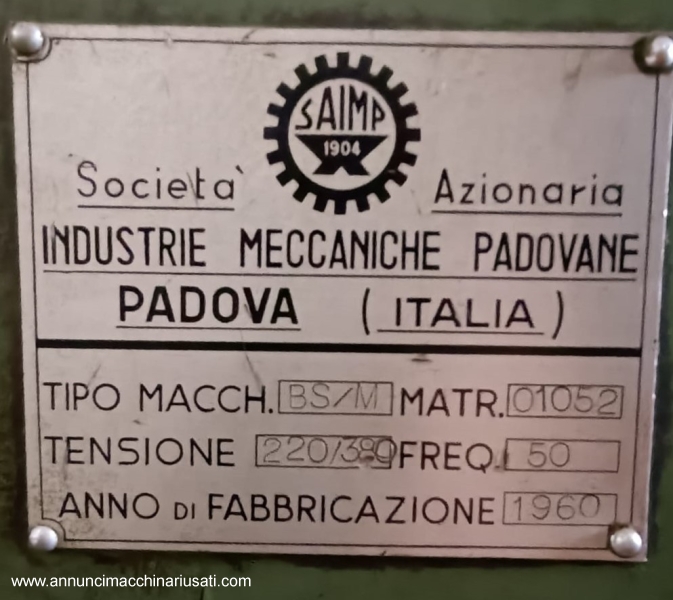 SAIMP
1904
Società Azionaria
INDUSTRIE MECCANICHE PADOVANE
PADOVA (ITALIA)
TIPO MACCH. BS/M MATR. 01052
TENSIONE 220/380 FREQ. 50
ANNO DI FABBRICAZIONE 1960
www.annuncimacchinariusati.com